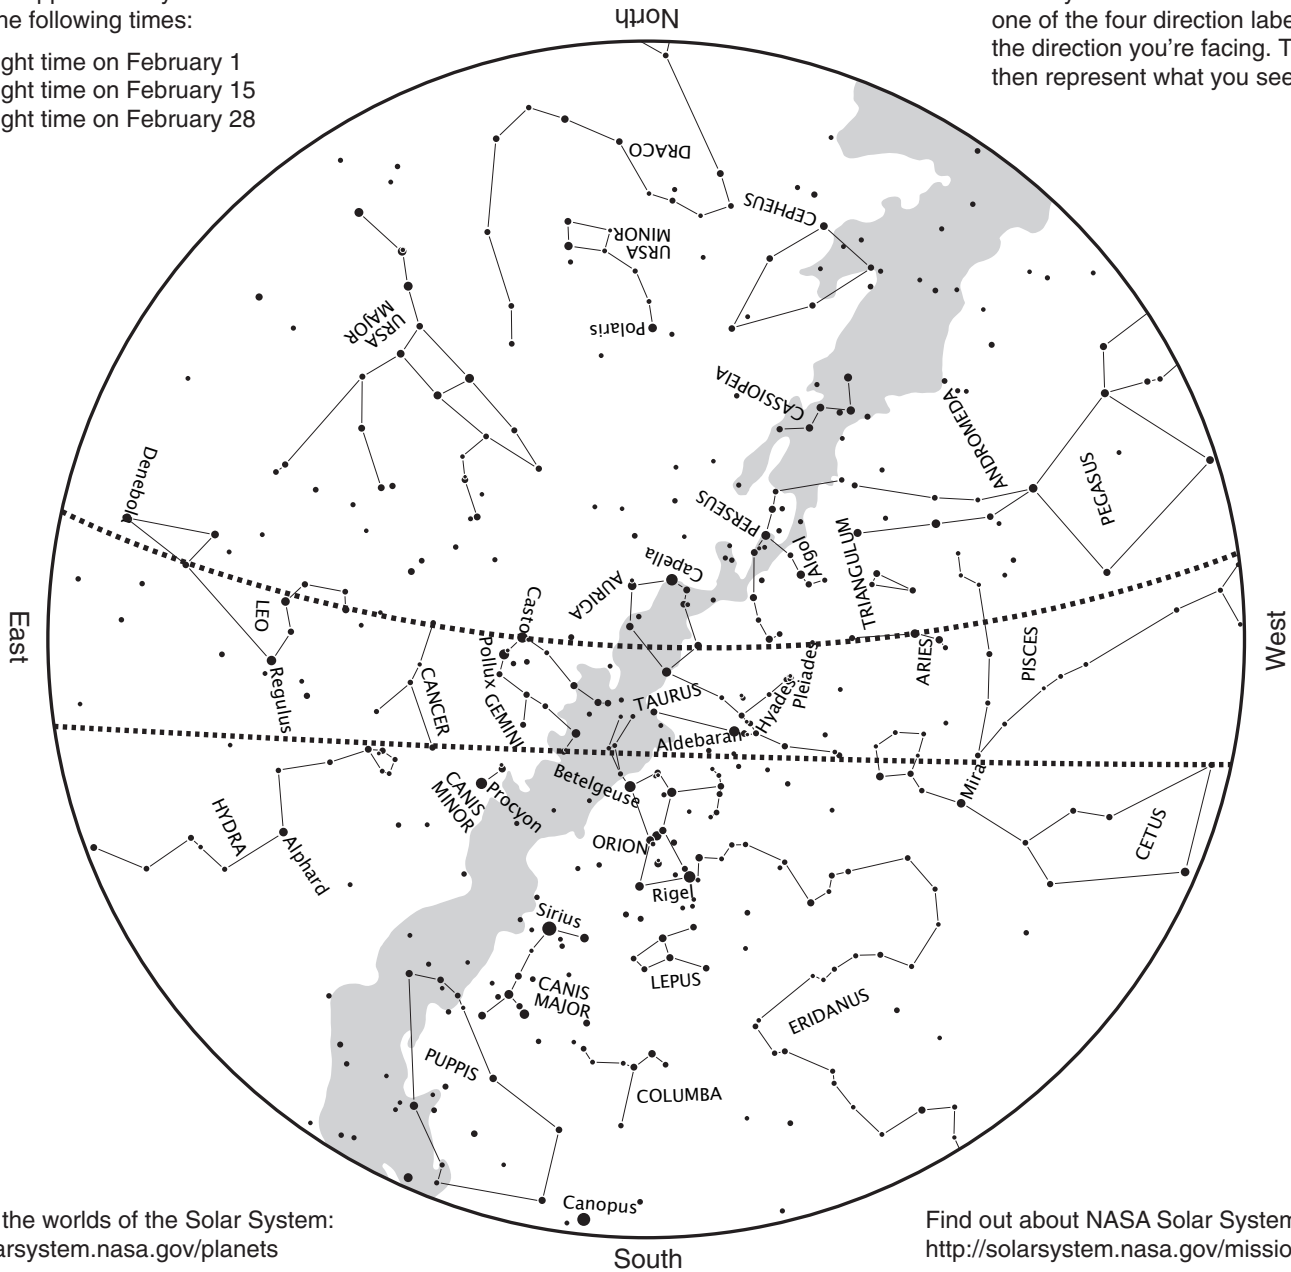 he following times:
ght time on February 1
ght time on February 15
ght time on February 28
North
one of the four direction labe
the direction you're facing. T
then represent what you see
DRACO
CEPHEUS
URSA
MINOR
Polaris
URSA
MAJOR
CASSIOPEIA
ANDROMEDA
PEGASUS
Denebola
PERSEUS
Algol
TRIANGULUM
Capella
AURIGA
Castor
LEO
East
West
Pollux
GEMINI
Regulus
CANCER
TAURUS
Hyades
Pleiades
ARIES
PISCES
Aldebaran
Betelgeuse
Mira
CANIS
MINOR
Procyon
HYDRA
Alphard
ORION
Rigel
CETUS
Sirius
LEPUS
CANIS
MAJOR
ERIDANUS
PUPPIS
COLUMBA
Canopus
South
the worlds of the Solar System:
arsystem.nasa.gov/planets
Find out about NASA Solar System
http://solarsystem.nasa.gov/missio